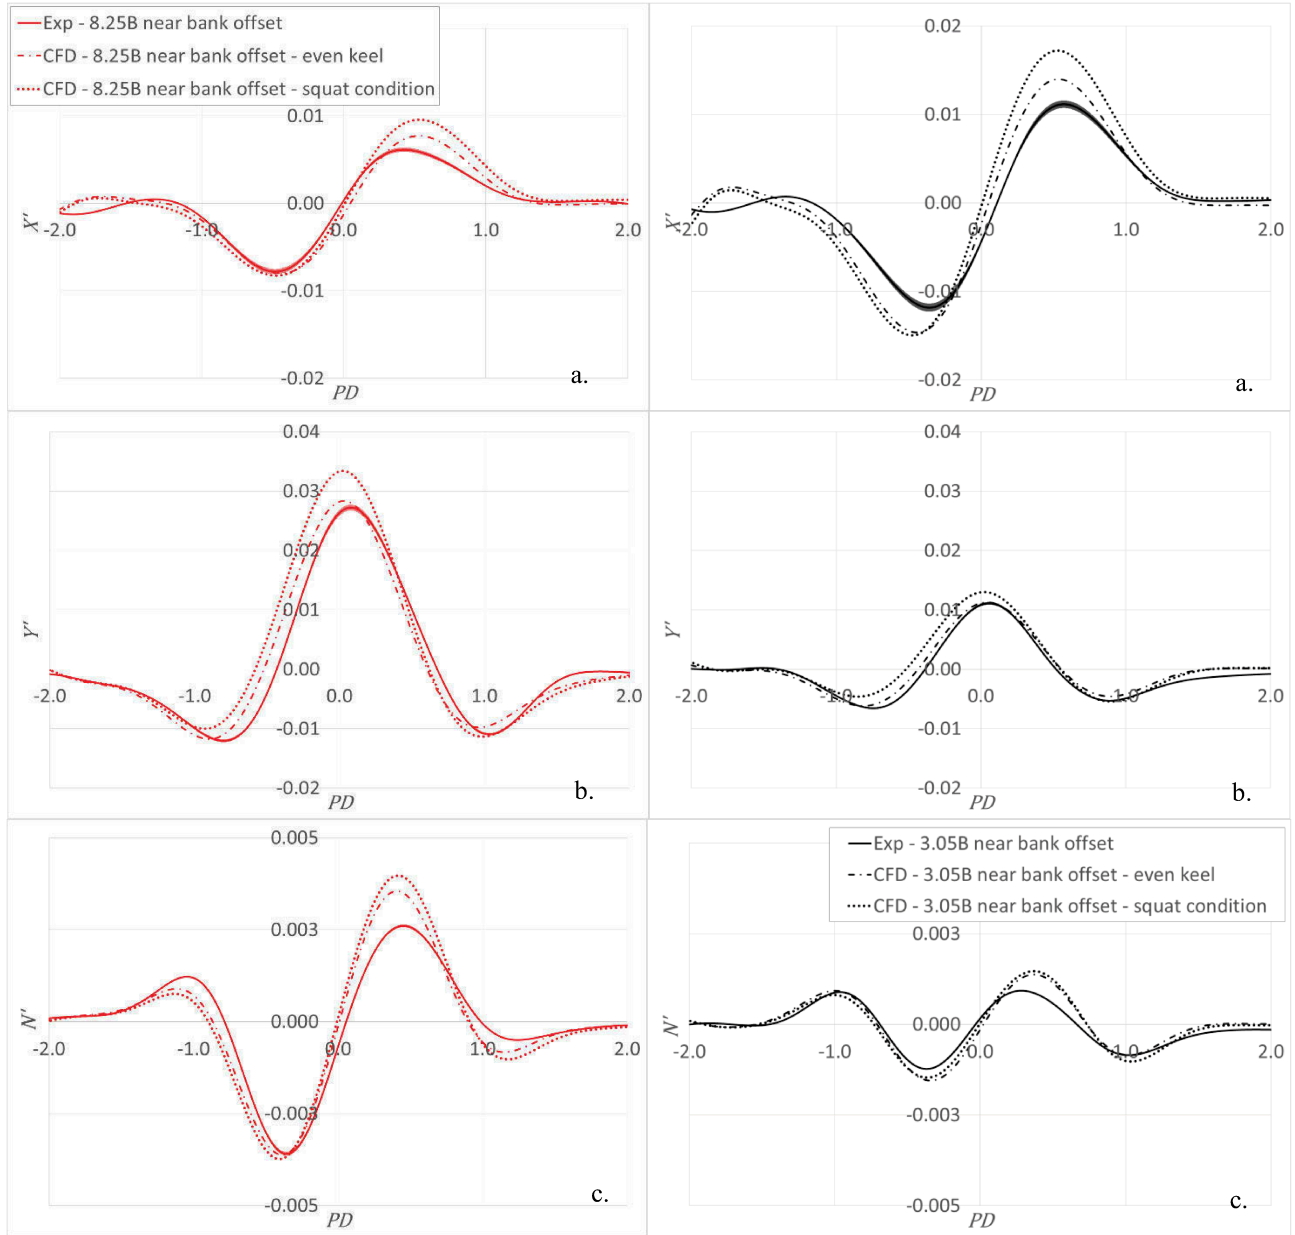 Exp - 8.25B near bank offset
CFD - 8.25B near bank offset - even keel
CFD - 8.25B near bank offset - squat condition
0.01
0.00
-0.01
-0.02
-2.0 -1.0 0.0 1.0 2.0
X'
PD
a.
0.02
0.01
0.00
-0.01
-0.02
-2.0 -1.0 0.0 1.0 2.0
X'
PD
a.
0.04
0.03
0.02
0.01
0.00
-0.01
-0.02
-2.0 -1.0 0.0 1.0 2.0
Y'
PD
b.
0.04
0.03
0.02
0.01
0.00
-0.01
-0.02
-2.0 -1.0 0.0 1.0 2.0
Y'
PD
b.
0.005
0.003
0.000
-0.003
-0.005
-2.0 -1.0 0.0 1.0 2.0
N'
PD
c.
Exp - 3.05B near bank offset
CFD - 3.05B near bank offset - even keel
CFD - 3.05B near bank offset - squat condition
0.003
0.000
-0.003
-0.005
-2.0 -1.0 0.0 1.0 2.0
N'
PD
c.